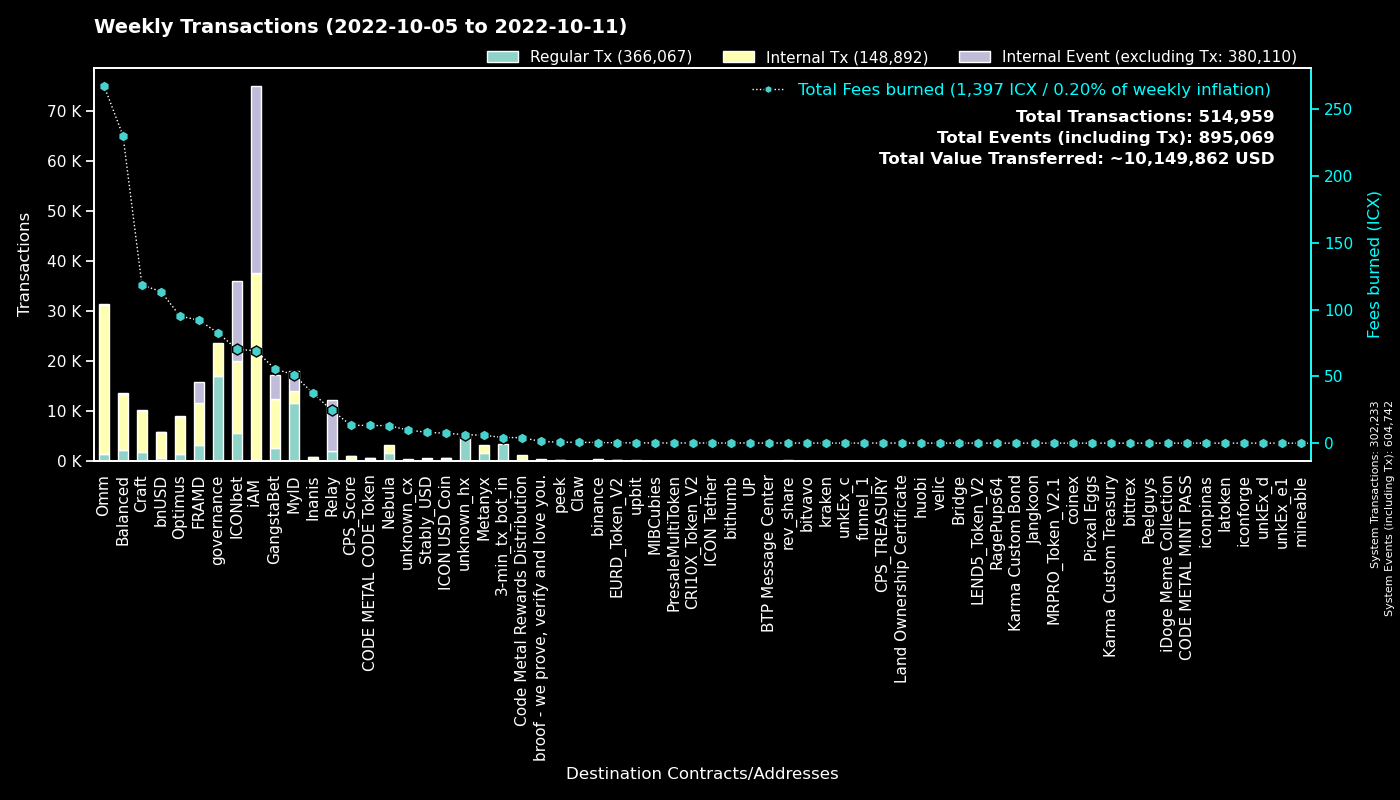 Weekly Transactions (2022-10-05 to 2022-10-11)
Regular Tx (366,067)
Internal Tx (148,892)
Internal Event (excluding Tx: 380,110)
Total Fees burned (1,397 ICX / 0.20% of weekly inflation)
Total Transactions: 514,959
Total Events (including Tx): 895,069
Total Value Transferred: ~10,149,862 USD
Transactions
70 K
60 K
50 K
40 K
30 K
20 K
10 K
0 K
250
200
150
100
50
0
Fees burned (ICX)
System Transactions: 302,233
System Events (including Tx): 604,742
Omm
Balanced
Craft
bnUSD
Optimus
FRAMD
governance
ICONbet
iAM
GangstaBet
MyID
Inanis
Relay
CPS_Score
CODE METAL CODE Token
Nebula
unknown_cx
Stably_USD
ICON USD Coin
unknown_hx
Metanyx
3-min_tx_bot_in
Code Metal Rewards Distribution
broof - we prove, verify and love you.
peek
Claw
binance
EURD_Token_V2
upbit
MIBCubies
PresaleMultiToken
CRI10X_Token_V2
ICON Tether
bithumb
UP
BTP Message Center
rev_share
bitvavo
kraken
unkEx_c
funnel_1
CPS_TREASURY
Land Ownership Certificate
huobi
velic
Bridge
LEND5_Token_V2
RagePups64
Karma Custom Bond
Jangkoon
MRPRO_Token_V2.1
coinex
Picxal Eggs
Karma Custom Treasury
bittrex
Peelguys
iDoge Meme Collection
CODE METAL MINT PASS
iconpinas
latoken
iconforge
unkEx_d
unkEx_e1
mineable
Destination Contracts/Addresses